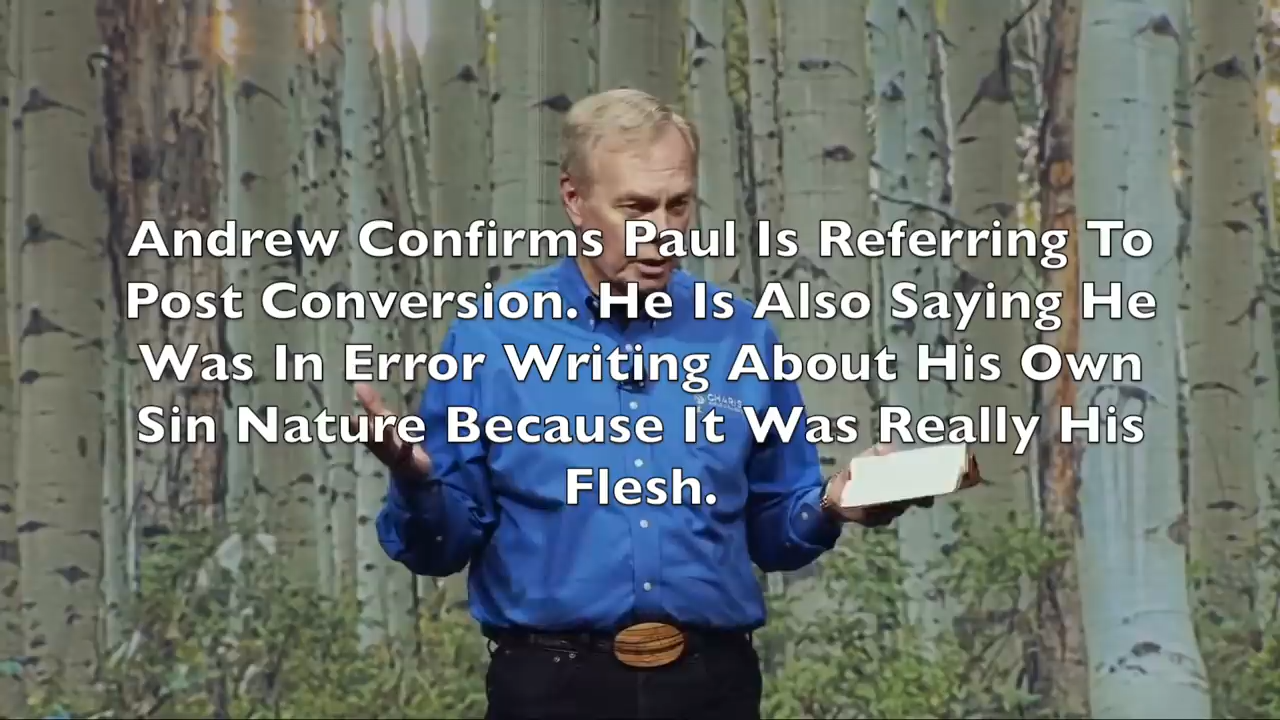 Andrew Confirms Paul Is Referring To
Post Conversion. He Is Also Saying He
Was In Error Writing About His Own
Sin Nature Because It Was Really His
Flesh.
CHARIS